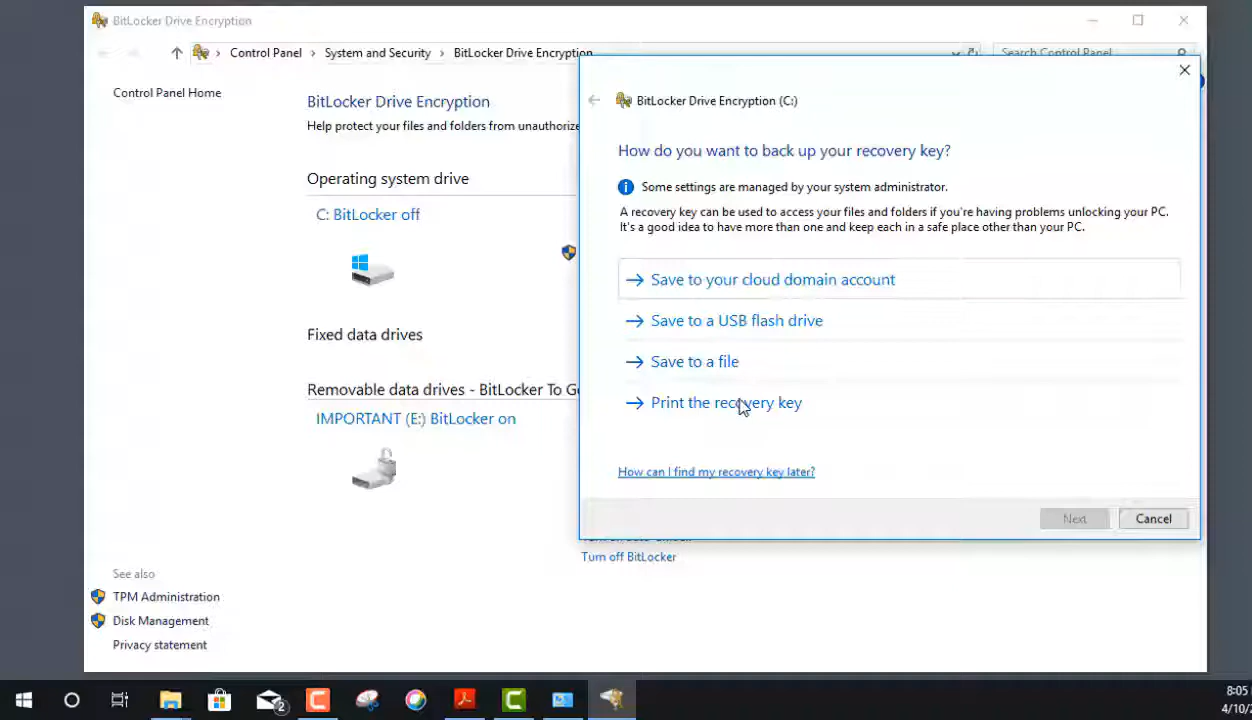 BitLocker Drive Encryption
Control Panel > System and Security > BitLocker Drive Encryption
Search Control Panel
Control Panel Home
BitLocker Drive Encryption
Help protect your files and folders from unauthorize
Operating system drive
C: BitLocker off
Fixed data drives
Removable data drives - BitLocker To Go
IMPORTANT (E:) BitLocker on
Turn off BitLocker
See also
TPM Administration
Disk Management
Privacy statement
BitLocker Drive Encryption (C:)
How do you want to back up your recovery key?
Some settings are managed by your system administrator.
A recovery key can be used to access your files and folders if you're having problems unlocking your PC.
It's a good idea to have more than one and keep each in a safe place other than your PC.
Save to your cloud domain account
Save to a USB flash drive
Save to a file
Print the recovery key
How can I find my recovery key later?
Next Cancel
2
8:05
4/10/2